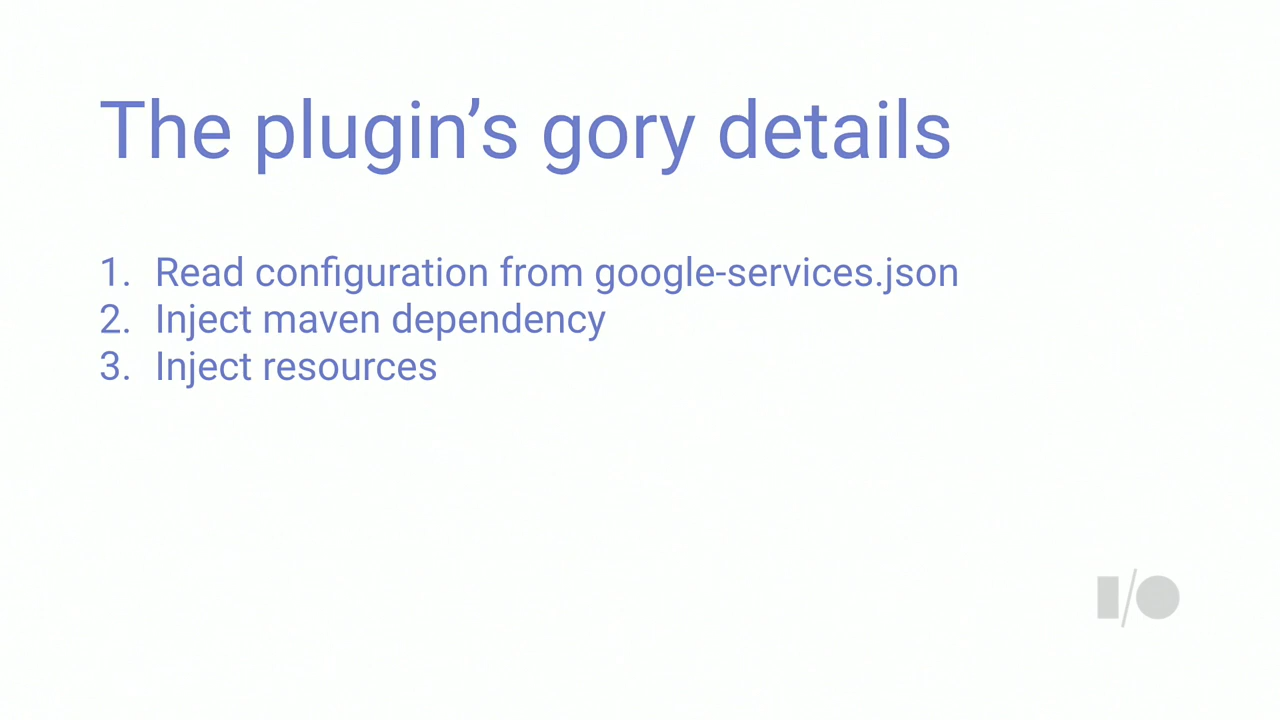 The plugin’s gory details
1. Read configuration from google-services.json
2. Inject maven dependency
3. Inject resources
I/O